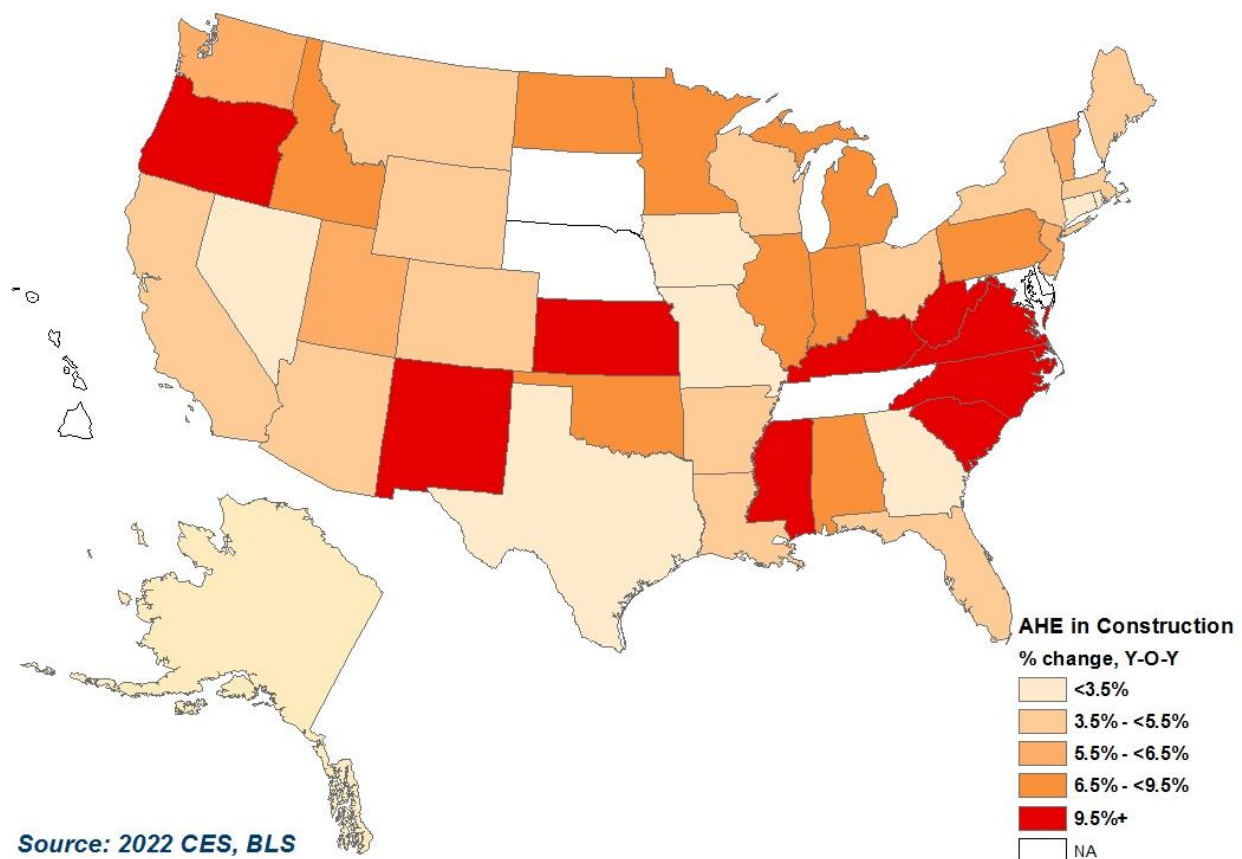 AHE in Construction
% change, Y-O-Y
<3.5%
3.5% - <5.5%
5.5% - <6.5%
6.5% - <9.5%
9.5%+
NA
Source: 2022 CES, BLS